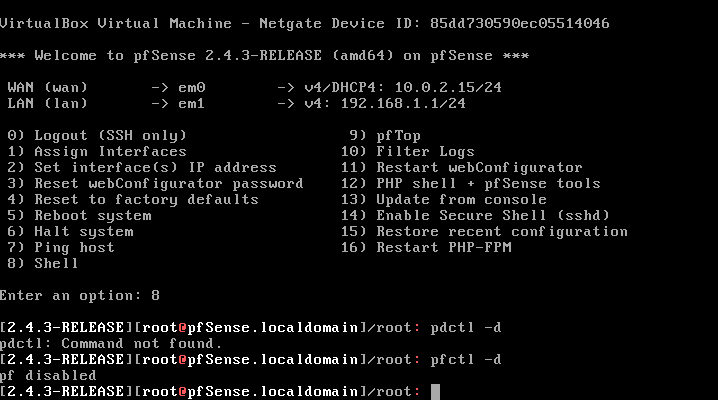 VirtualBox Virtual Machine - Netgate Device ID: 85dd730590ec05514046
*** Welcome to pfSense 2.4.3-RELEASE (amd64) on pfSense ***
WAN (wan) -> em0 -> v4/DHCP4: 10.0.2.15/24
LAN (lan) -> em1 -> v4: 192.168.1.1/24
0) Logout (SSH only) 9) pfTop
1) Assign Interfaces 10) Filter Logs
2) Set interface(s) IP address 11) Restart webConfigurator
3) Reset webConfigurator password 12) PHP shell + pfSense tools
4) Reset to factory defaults 13) Update from console
5) Reboot system 14) Enable Secure Shell (sshd)
6) Halt system 15) Restore recent configuration
7) Ping host 16) Restart PHP-FPM
8) Shell
Enter an option: 8
[2.4.3-RELEASE][root@pfSense.localdomain]/root: pdctl -d
pdctl: Command not found.
[2.4.3-RELEASE][root@pfSense.localdomain]/root: pfctl -d
pf disabled
[2.4.3-RELEASE][root@pfSense.localdomain]/root: